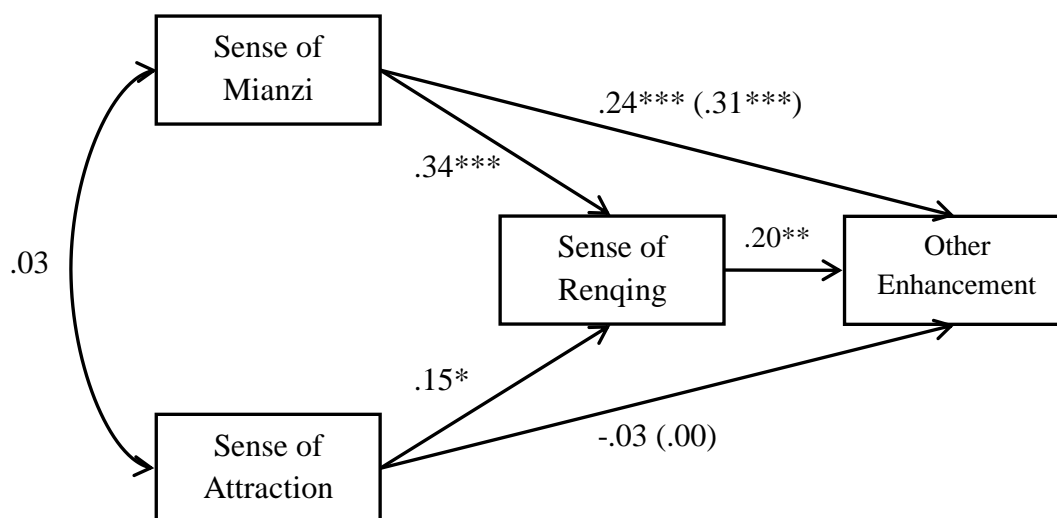 Sense of
Mianzi
.24*** (.31***)
.34***
.03
Sense of
Renqing
.20**
Other
Enhancement
.15*
-.03 (.00)
Sense of
Attraction